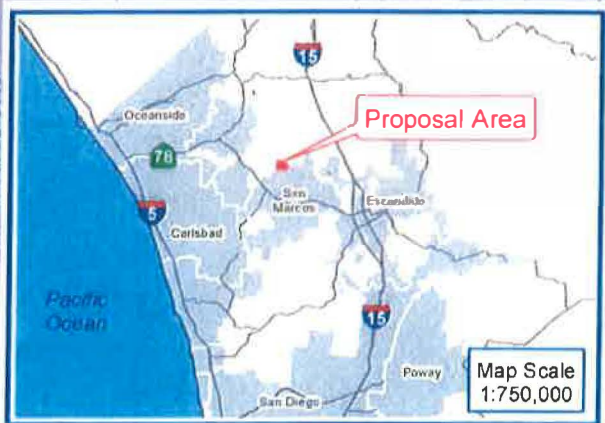 15
Oceanside
Proposal Area
78
San
Marcos
Escondido
5
Carlsbad
Pacific
Ocean
15
Poway
Map Scale
1:750,000
San Diego